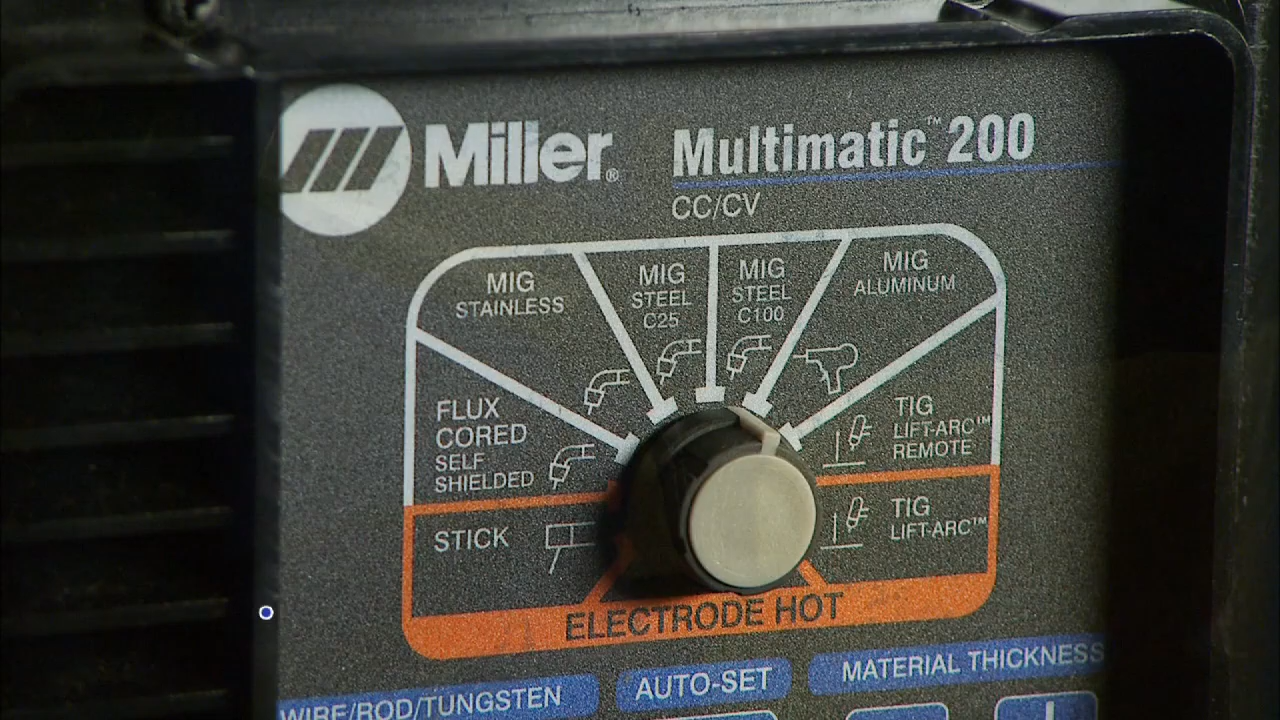 Miller®
Multimatic™ 200
CC/CV
MIG
STAINLESS
MIG
STEEL
C25
MIG
STEEL
C100
MIG
ALUMINUM
FLUX
CORED
SELF
SHIELDED
TIG
LIFT-ARC™
REMOTE
STICK
TIG
LIFT-ARC™
ELECTRODE HOT
WIRE/ROD/TUNGSTEN
AUTO-SET
MATERIAL THICKNESS